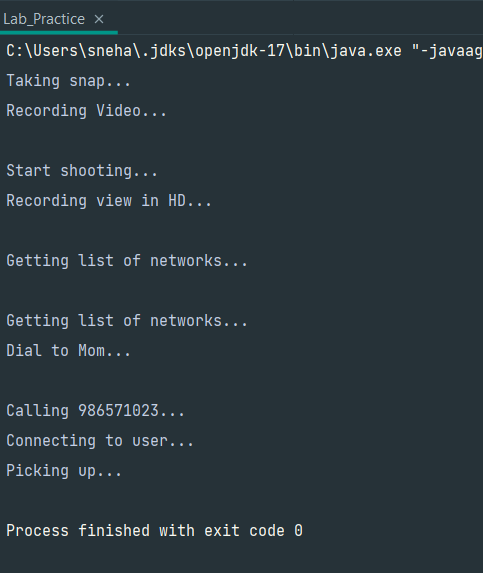 Lab_Practice ×
C:\Users\sneha\.jdks\openjdk-17\bin\java.exe "-javaag
Taking snap...
Recording Video...
Start shooting...
Recording view in HD...
Getting list of networks...
Getting list of networks...
Dial to Mom...
Calling 986571023...
Connecting to user...
Picking up...
Process finished with exit code 0